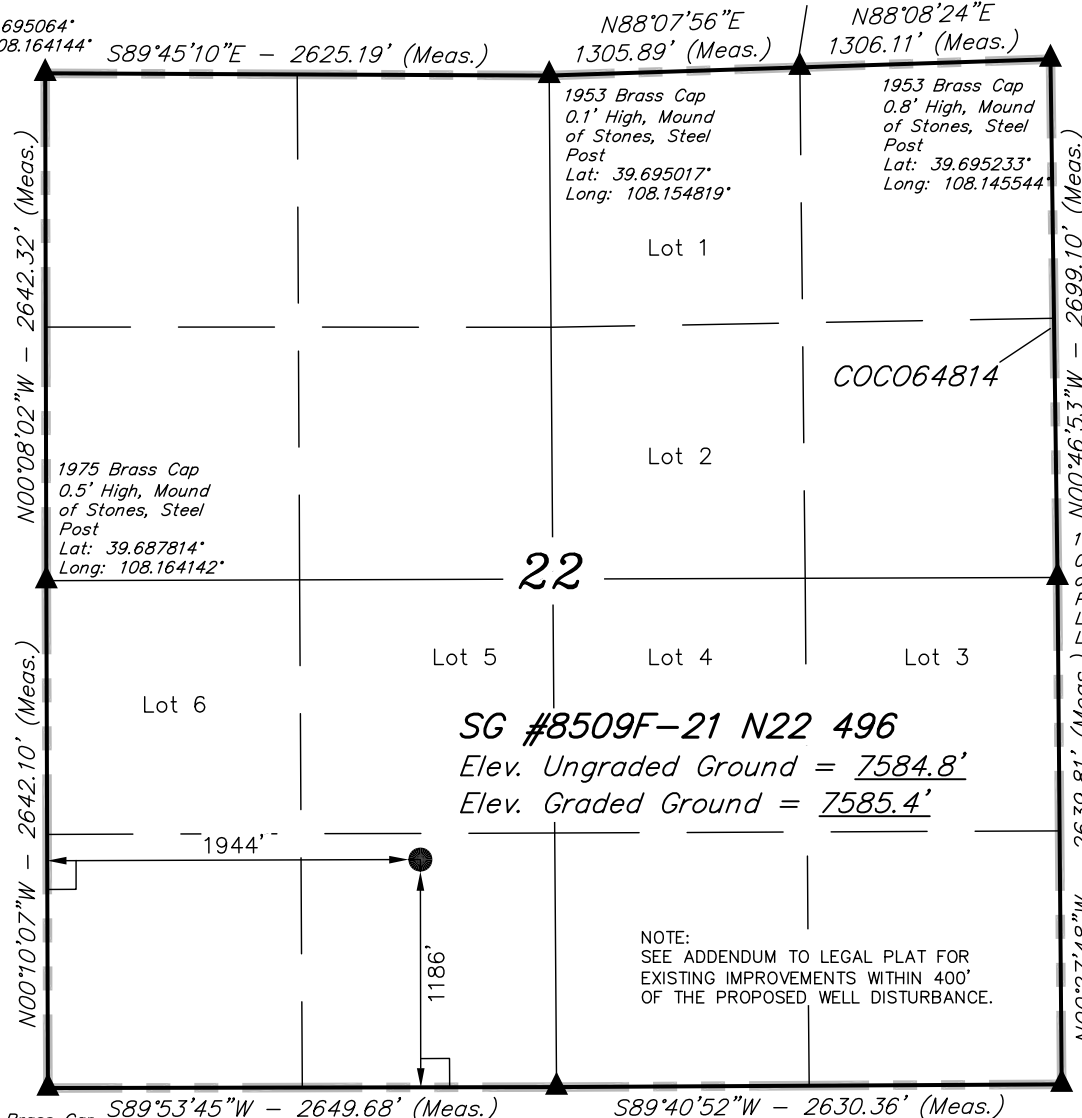 695064°
08.164144°
S89°45'10"E – 2625.19' (Meas.)
N88°07'56"E
1305.89' (Meas.)
N88°08'24"E
1306.11' (Meas.)
1953 Brass Cap
0.1' High, Mound
of Stones, Steel
Post
Lat: 39.695017°
Long: 108.154819°
1953 Brass Cap
0.8' High, Mound
of Stones, Steel
Post
Lat: 39.695233°
Long: 108.145544°
N00°08'02"W – 2642.32' (Meas.)
N00°46'53"W – 2699.10' (Meas.)
Lot 1
COCO64814
Lot 2
1975 Brass Cap
0.5' High, Mound
of Stones, Steel
Post
Lat: 39.687814°
Long: 108.164142°
22
Lot 5
Lot 4
Lot 3
Lot 6
SG #8509F–21 N22 496
Elev. Ungraded Ground = 7584.8'
Elev. Graded Ground = 7585.4'
N00°10'07"W – 2642.10' (Meas.)
1944'
1186'
NOTE:
SEE ADDENDUM TO LEGAL PLAT FOR
EXISTING IMPROVEMENTS WITHIN 400'
OF THE PROPOSED WELL DISTURBANCE.
Brass Cap
S89°53'45"W – 2649.68' (Meas.)
S89°40'52"W – 2630.36' (Meas.)